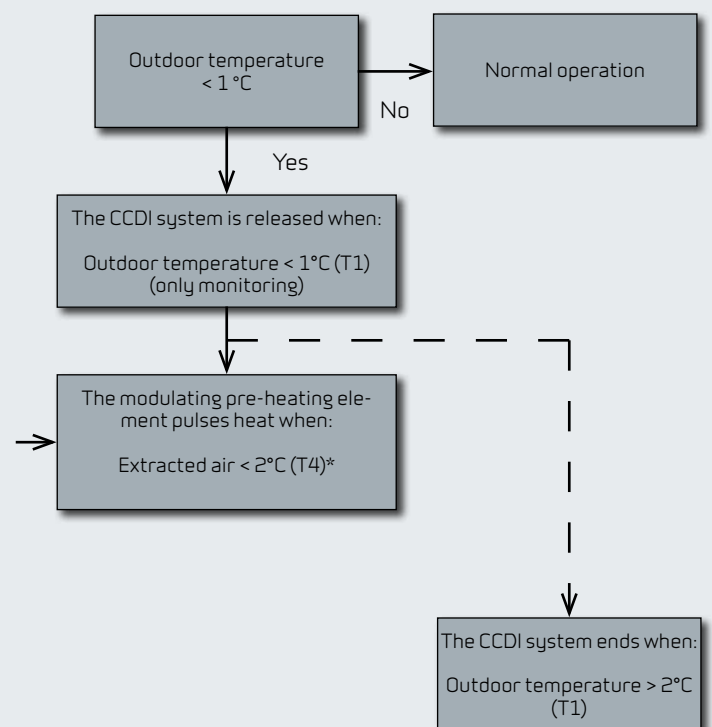 Outdoor temperature
< 1 °C
Normal operation
No
Yes
The CCDI system is released when:
Outdoor temperature < 1°C (T1)
(only monitoring)
The modulating pre-heating ele-
ment pulses heat when:
Extracted air < 2°C (T4)*
The CCDI system ends when:
Outdoor temperature > 2°C
(T1)